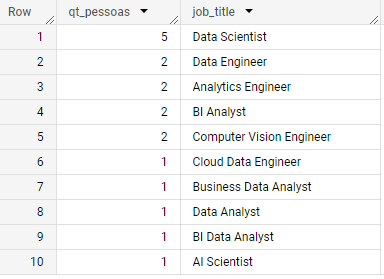 Row qt_pessoas job_title
1 5 Data Scientist
2 2 Data Engineer
3 2 Analytics Engineer
4 2 BI Analyst
5 2 Computer Vision Engineer
6 1 Cloud Data Engineer
7 1 Business Data Analyst
8 1 Data Analyst
9 1 BI Data Analyst
10 1 AI Scientist